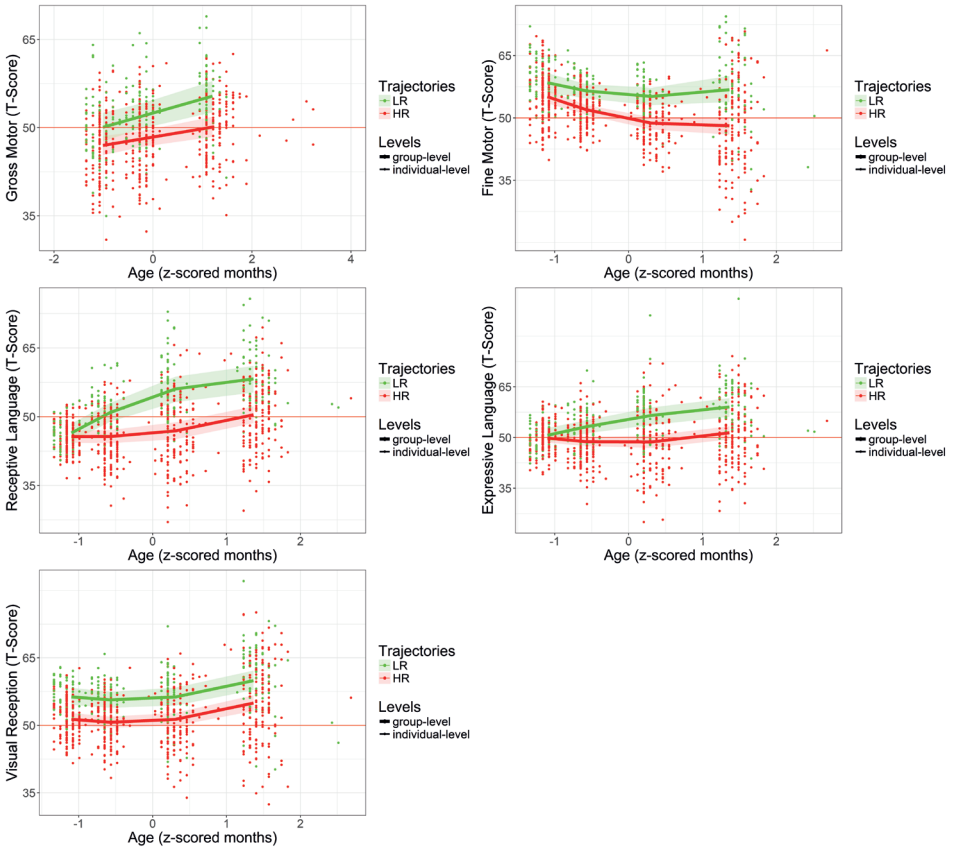 Gross Motor (T-Score)
65
50
35
-2
0
2
4
Age (z-scored months)
Trajectories
LR
HR
Levels
group-level
individual-level
Fine Motor (T-Score)
65
50
35
-1
0
1
2
Age (z-scored months)
Trajectories
LR
HR
Levels
group-level
individual-level
Receptive Language (T-Score)
65
50
35
-1
0
1
2
Age (z-scored months)
Trajectories
LR
HR
Levels
group-level
individual-level
Expressive Language (T-Score)
65
50
35
-1
0
1
2
Age (z-scored months)
Trajectories
LR
HR
Levels
group-level
individual-level
Visual Reception (T-Score)
65
50
35
-1
0
1
2
Age (z-scored months)
Trajectories
LR
HR
Levels
group-level
individual-level